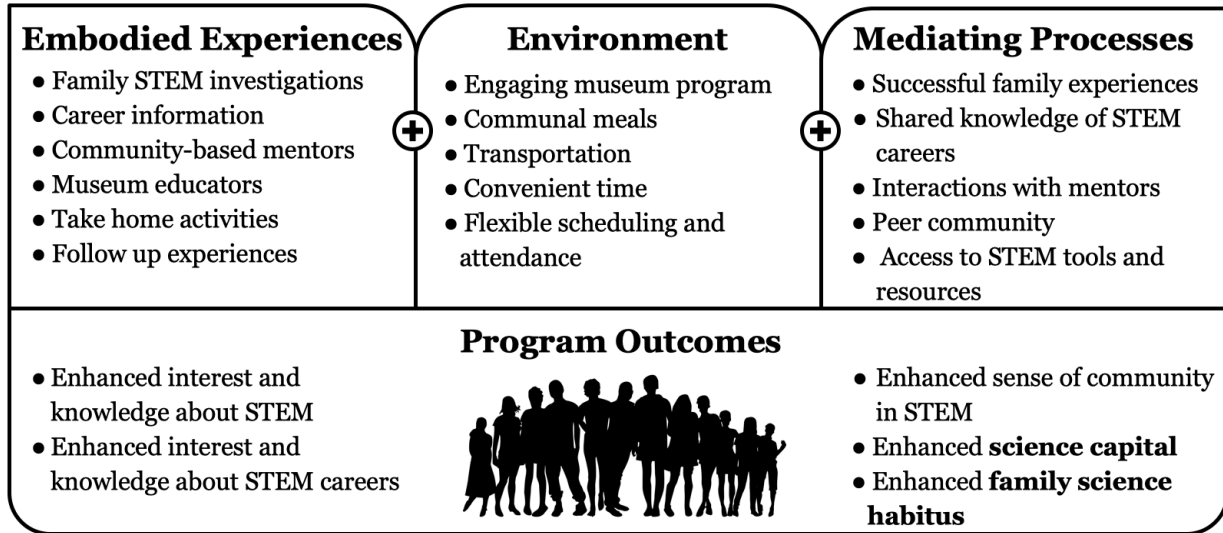 Embodied Experiences
● Family STEM investigations
● Career information
● Community-based mentors
● Museum educators
● Take home activities
● Follow up experiences
Environment
● Engaging museum program
● Communal meals
● Transportation
● Convenient time
● Flexible scheduling and
attendance
Mediating Processes
● Successful family experiences
● Shared knowledge of STEM
careers
● Interactions with mentors
● Peer community
● Access to STEM tools and
resources
Program Outcomes
● Enhanced interest and
knowledge about STEM
● Enhanced interest and
knowledge about STEM careers
● Enhanced sense of community
in STEM
● Enhanced science capital
● Enhanced family science
habitus